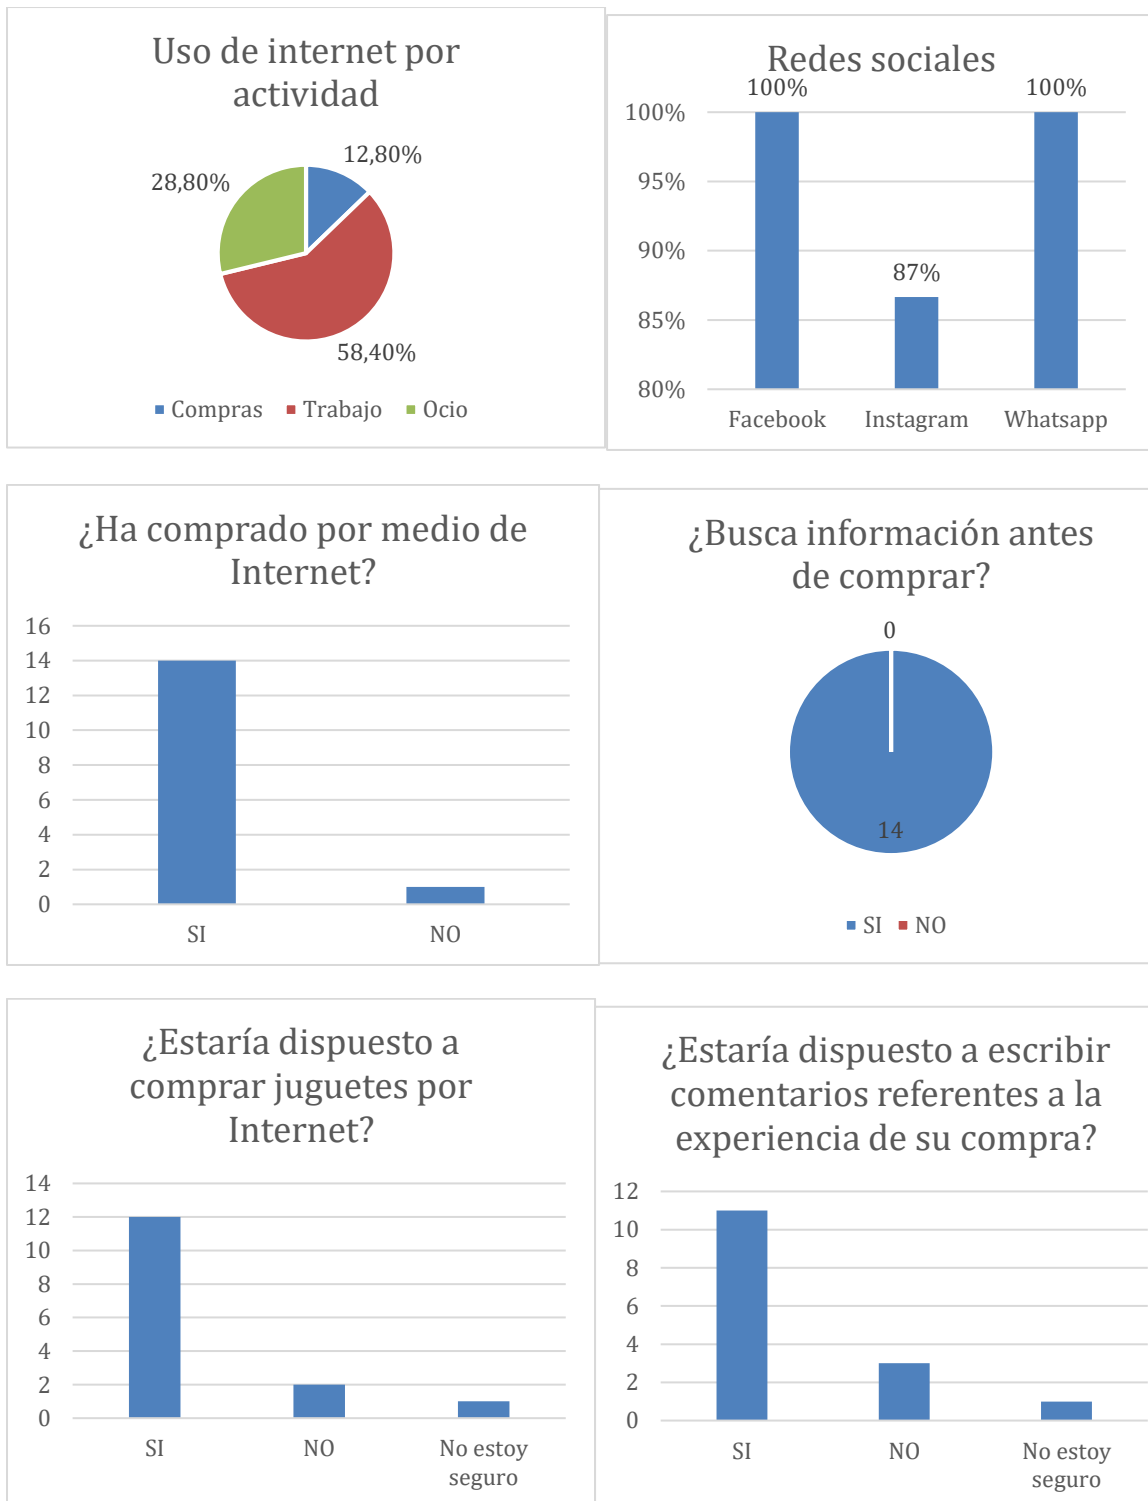 Uso de internet por
actividad
12,80%
28,80%
58,40%
Compras Trabajo Ocio
Redes sociales
100% 100%
100%
95%
90%
87%
85%
80%
Facebook Instagram Whatsapp
¿Ha comprado por medio de
Internet?
16
14
12
10
8
6
4
2
0
SI NO
¿Busca información antes
de comprar?
0
14
SI NO
¿Estaría dispuesto a
comprar juguetes por
Internet?
14
12
10
8
6
4
2
0
SI NO No estoy
seguro
¿Estaría dispuesto a escribir
comentarios referentes a la
experiencia de su compra?
12
10
8
6
4
2
0
SI NO No estoy
seguro